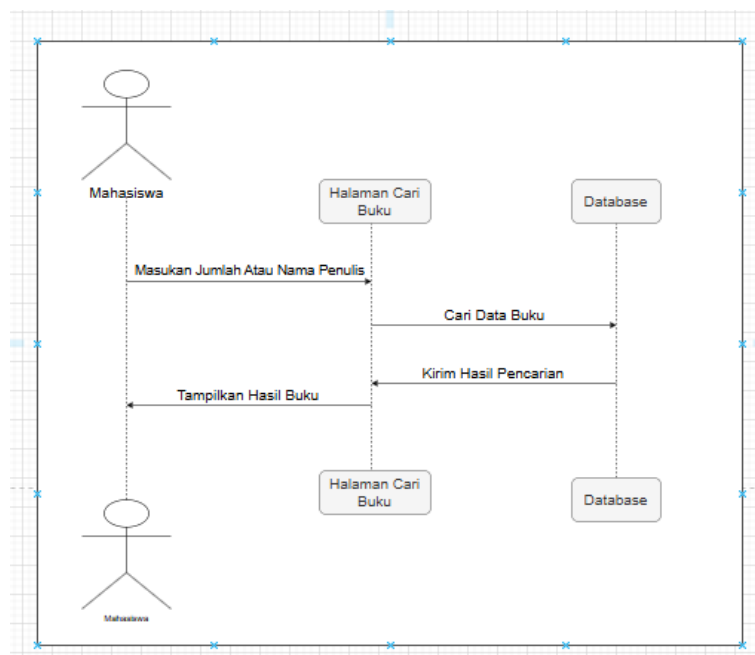 Mahasiswa
Halaman Cari
Buku
Database
Masukan Jumlah Atau Nama Penulis
Cari Data Buku
Kirim Hasil Pencarian
Tampilkan Hasil Buku
Halaman Cari
Buku
Database
Mahasiswa